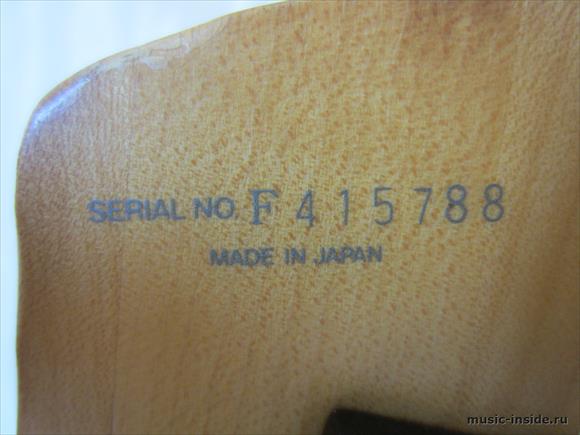 SERIAL NO. F 415788
MADE IN JAPAN
music-inside.ru